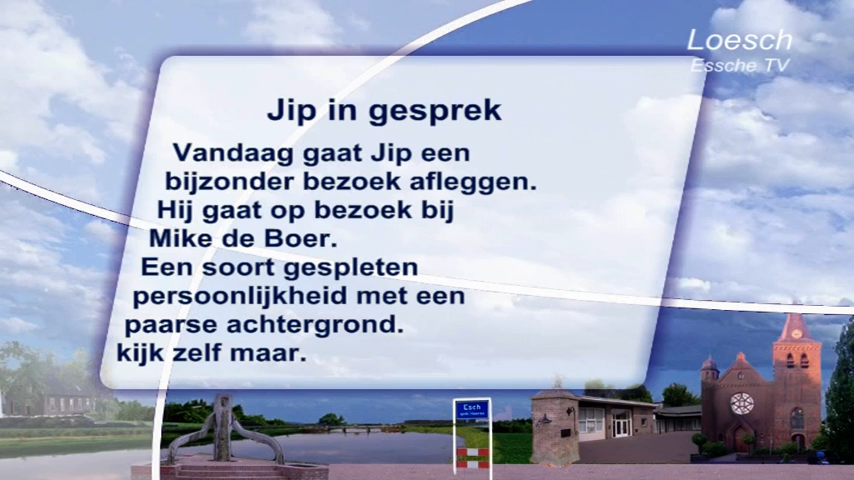 Loesch
Essche TV
Jip in gesprek
Vandaag gaat Jip een
bijzonder bezoek afleggen.
Hij gaat op bezoek bij
Mike de Boer.
Een soort gespleten
persoonlijkheid met een
paarse achtergrond.
kijk zelf maar.
Esch